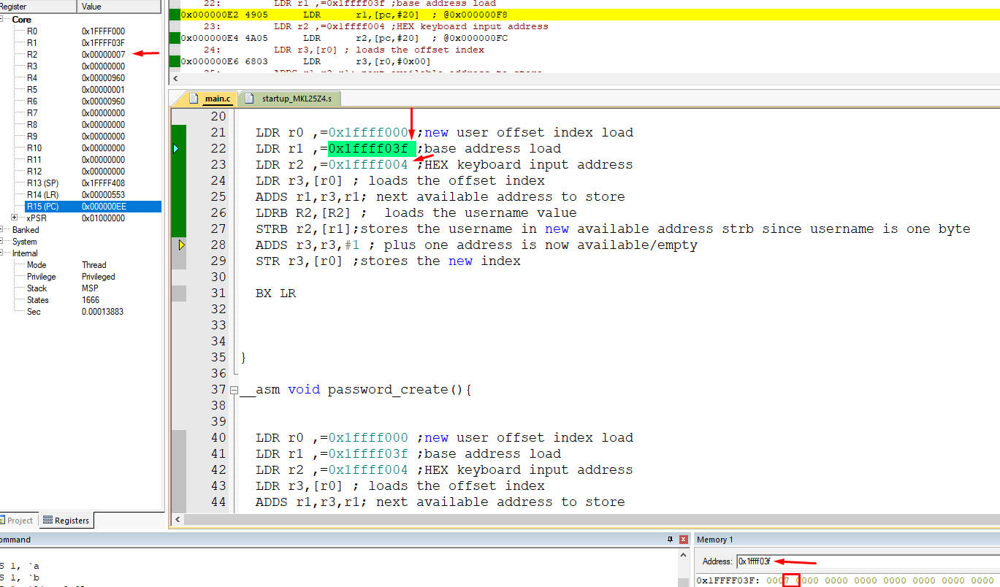 Register Value
Core
R0 0x1FFFF000
R1 0x1FFFF03F
R2 0x00000007
R3 0x00000000
R4 0x00000960
R5 0x00000001
R6 0x00000960
R7 0x00000000
R8 0x00000000
R9 0x00000000
R10 0x00000000
R11 0x00000000
R12 0x00000000
R13 (SP) 0x1FFFF408
R14 (LR) 0x00000553
R15 (PC) 0x000000EE
xPSR 0x01000000
Banked
System
Internal
Mode Thread
Privilege Privileged
Stack MSP
States 1666
Sec 0.00013883
Project Registers
22: LDR r1 ,=0x1ffff03f ;base address load
0x000000E2 4905 LDR r1,[pc,#20] ; @0x000000F8
23: LDR r2 ,=0x1ffff004 ;HEX keyboard input address
0x000000E4 4A05 LDR r2,[pc,#20] ; @0x000000FC
24: LDR r3,[r0] ; loads the offset index
0x000000E6 6803 LDR r3,[r0,#0x00]
25: ADDS r1,r3,r1; next available address to store
main.c startup_MKL25Z4.s
20
21 LDR r0 ,=0x1ffff000 ;new user offset index load
22 LDR r1 ,=0x1ffff03f ;base address load
23 LDR r2 ,=0x1ffff004 ;HEX keyboard input address
24 LDR r3,[r0] ; loads the offset index
25 ADDS r1,r3,r1; next available address to store
26 LDRB R2,[R2] ; loads the username value
27 STRB r2,[r1];stores the username in new available address strb since username is one byte
28 ADDS r3,r3,#1 ; plus one address is now available/empty
29 STR r3,[r0] ;stores the new index
30
31 BX LR
32
33
34
35 }
36
37 __asm void password_create(){
38
39
40 LDR r0 ,=0x1ffff000 ;new user offset index load
41 LDR r1 ,=0x1ffff03f ;base address load
42 LDR r2 ,=0x1ffff004 ;HEX keyboard input address
43 LDR r3,[r0] ; loads the offset index
44 ADDS r1,r3,r1; next available address to store
ommand
S 1, `a
S 1, `b
Memory 1
Address: 0x1ffff03f
0x1FFFF03F: 0007 0000 0000 0000 0000 0000 0000 0000